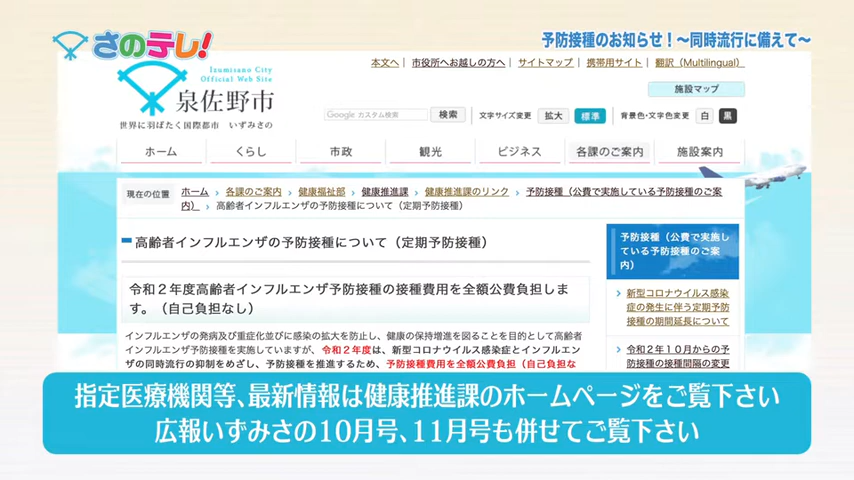 さのテレ!
予防接種のお知らせ!～同時流行に備えて～
本文へ | 市役所へお越しの方へ | サイトマップ | 携帯用サイト | 翻訳（Multilingual）
Izumisano City
Official Web Site
泉佐野市
世界に羽ばたく国際都市 いずみさの
施設マップ
Google カスタム検索 検索 文字サイズ変更 拡大 標準 背景色・文字色変更 白 黒
ホーム くらし 市政 観光 ビジネス 各課のご案内 施設案内
現在の位置 ホーム › 各課のご案内 › 健康福祉部 › 健康推進課 › 健康推進課のリンク › 予防接種（公費で実施している予防接種のご案
内） › 高齢者インフルエンザの予防接種について（定期予防接種）
高齢者インフルエンザの予防接種について（定期予防接種）
令和２年度高齢者インフルエンザ予防接種の接種費用を全額公費負担しま
す。（自己負担なし）
インフルエンザの発病及び重症化並びに感染の拡大を防止し、健康の保持増進を図ることを目的として高齢者
インフルエンザ予防接種を実施していますが、令和２年度は、新型コロナウイルス感染症とインフルエン
ザの同時流行の抑制をめざし、予防接種を推進するため、予防接種費用を全額公費負担（自己負担な
予防接種（公費で実施し
ている予防接種のご案
内）
新型コロナウイルス感染
症の発生に伴う定期予防
接種の期間延長について
令和２年１０月からの予
防接種の接種間隔の変更
指定医療機関等、最新情報は健康推進課のホームページをご覧下さい
広報いずみさの10月号、11月号も併せてご覧下さい